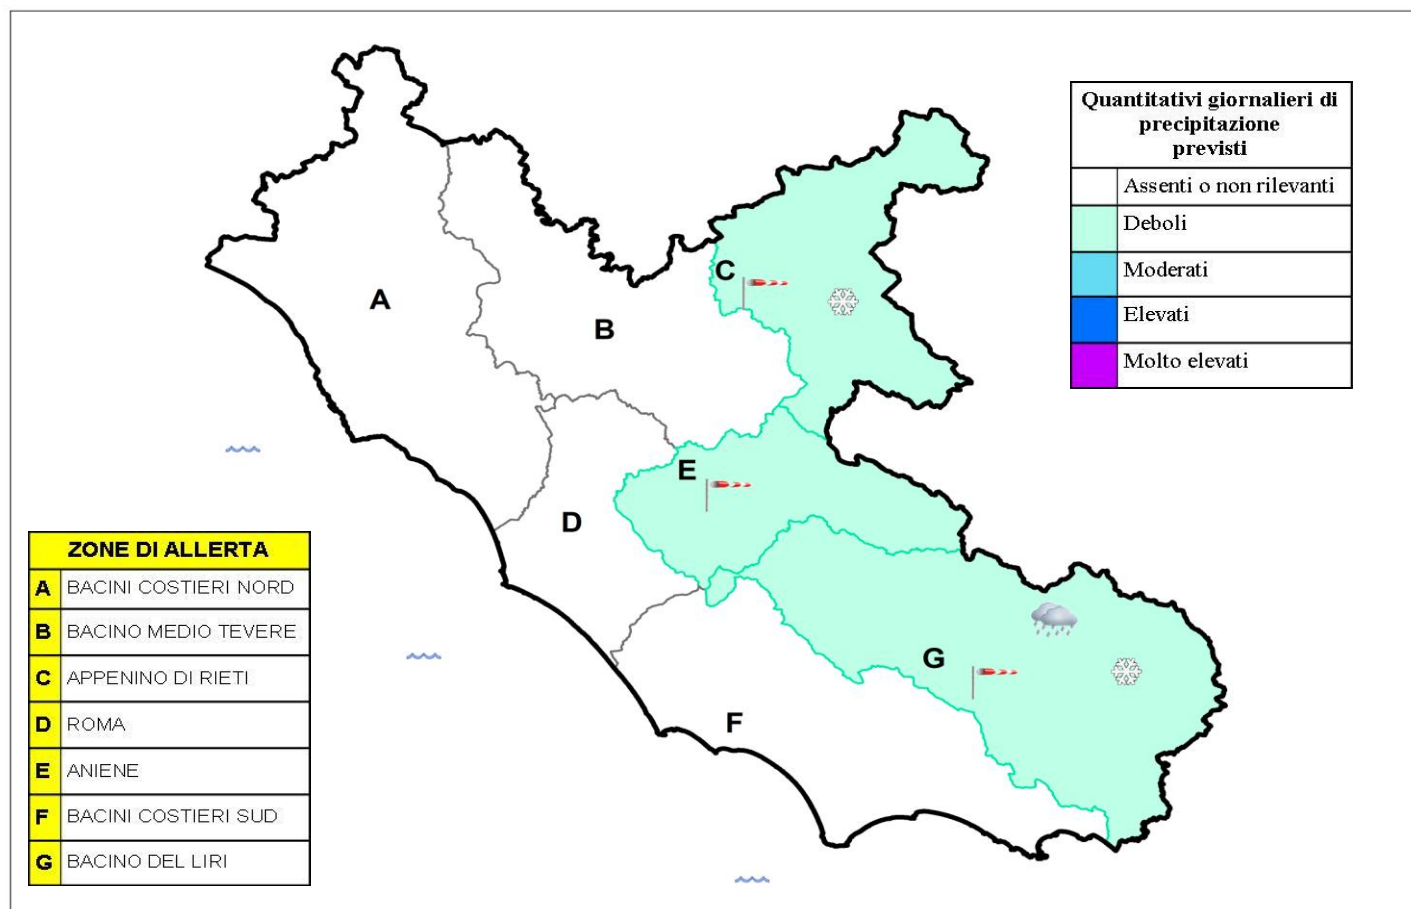 Quantitativi giornalieri di
precipitazione
previsti
Assenti o non rilevanti
Deboli
Moderati
Elevati
Molto elevati
A
B
C
D
E
F
G
ZONE DI ALLERTA
A BACINI COSTIERI NORD
B BACINO MEDIO TEVERE
C APPENINO DI RIETI
D ROMA
E ANIENE
F BACINI COSTIERI SUD
G BACINO DEL LIRI